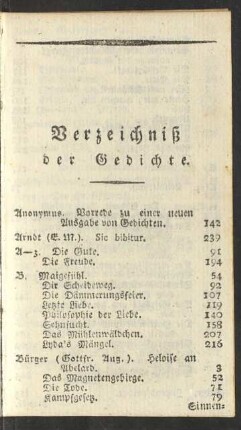 Verzeichniß
der Gedichte.
Anonymus. Vorrede zu einer neuen
Ausgabe von Gedichten. 142
Arndt (E. M.). Sic bibitur. 239
A—z. Die Gute. 91
Die Freude. 194
B. Maigefühl. 54
Die Scheidewege. 92
Die Dämmerungsfeier. 107
Letzte Liebe. 119
Philosophie der Liebe. 140
Sehnsucht. 158
Das Mühlenwäldchen. 207
Lyda's Mängel. 216
Bürger (Gottfr. Aug.). Heloise an
Abelard. 3
Das Magnetengebirge. 52
Die Tode. 71
Kampfgesetz. 79
Sinnen-